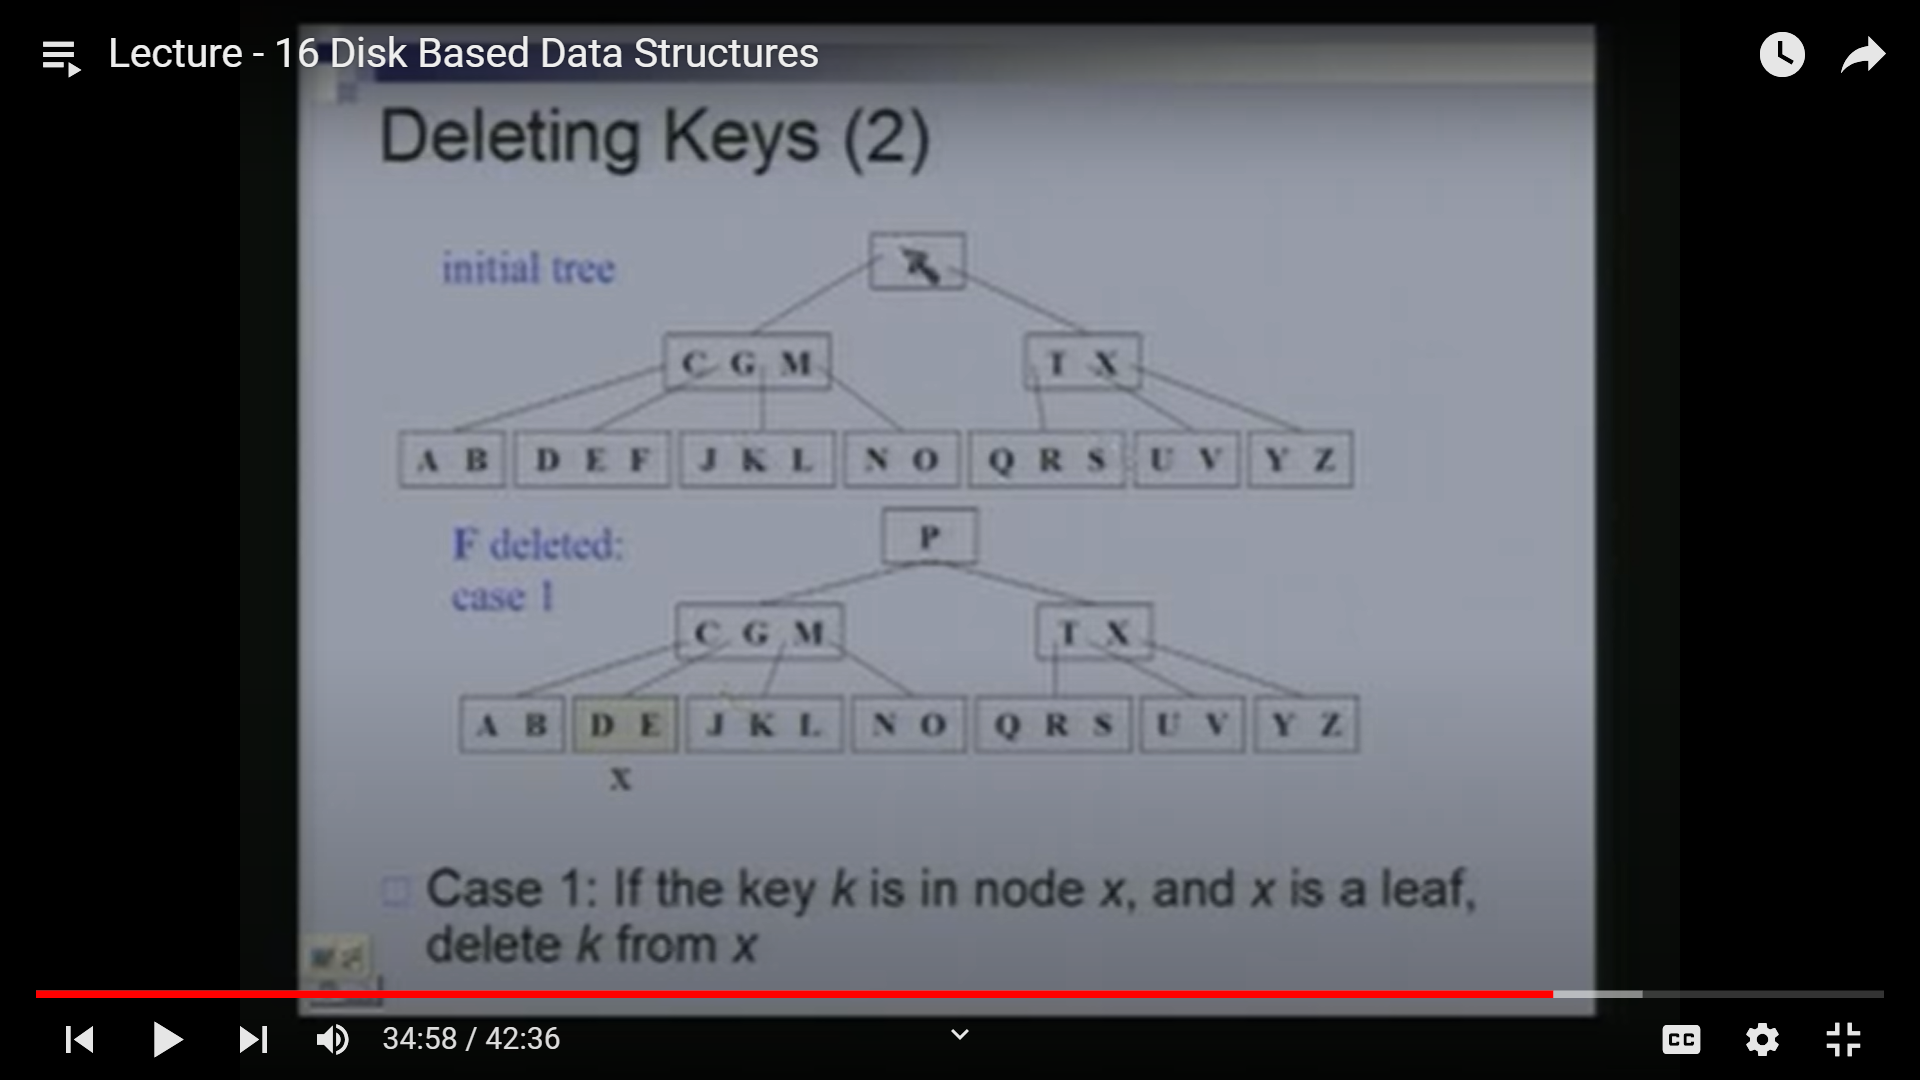 Lecture - 16 Disk Based Data Structures
Deleting Keys (2)
initial tree
C G M
T X
A B
D E F
J K L
N O
Q R S
U V
Y Z
F deleted:
case 1
P
C G M
T X
A B
D E
J K L
N O
Q R S
U V
Y Z
x
Case 1: If the key k is in node x, and x is a leaf,
delete k from x
34:58 / 42:36
CC